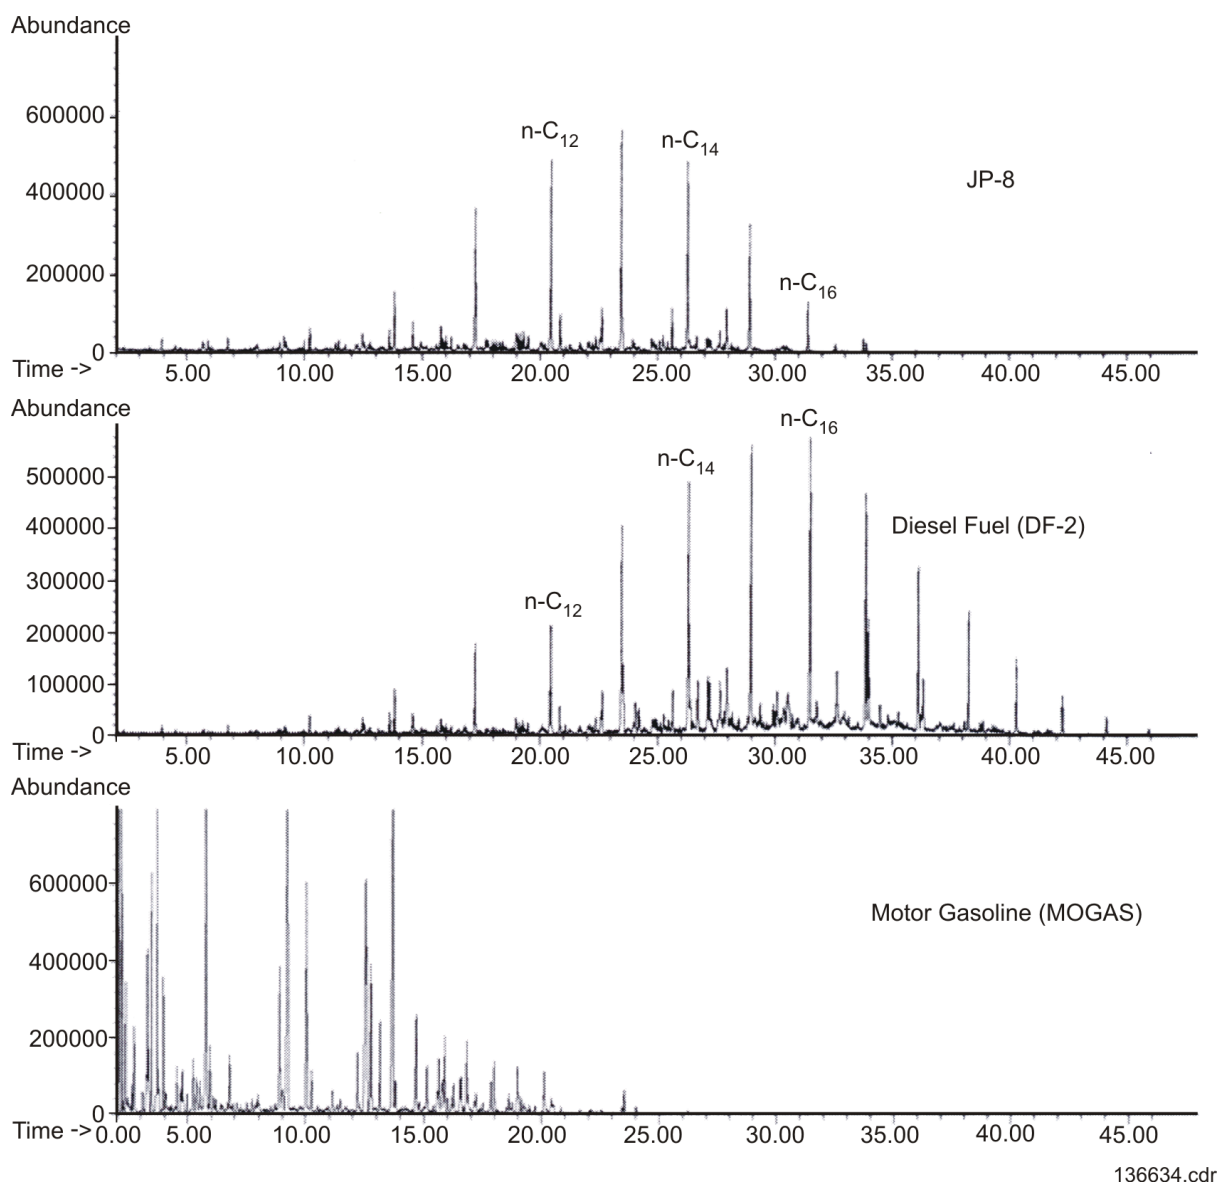 Abundance
600000
n-C12
n-C14
JP-8
400000
200000
n-C16
0
Time -> 5.00 10.00 15.00 20.00 25.00 30.00 35.00 40.00 45.00
Abundance
n-C16
n-C14
500000
Diesel Fuel (DF-2)
400000
300000
n-C12
200000
100000
0
Time -> 5.00 10.00 15.00 20.00 25.00 30.00 35.00 40.00 45.00
Abundance
600000
Motor Gasoline (MOGAS)
400000
200000
0
Time -> 0.00 5.00 10.00 15.00 20.00 25.00 30.00 35.00 40.00 45.00
136634.cdr